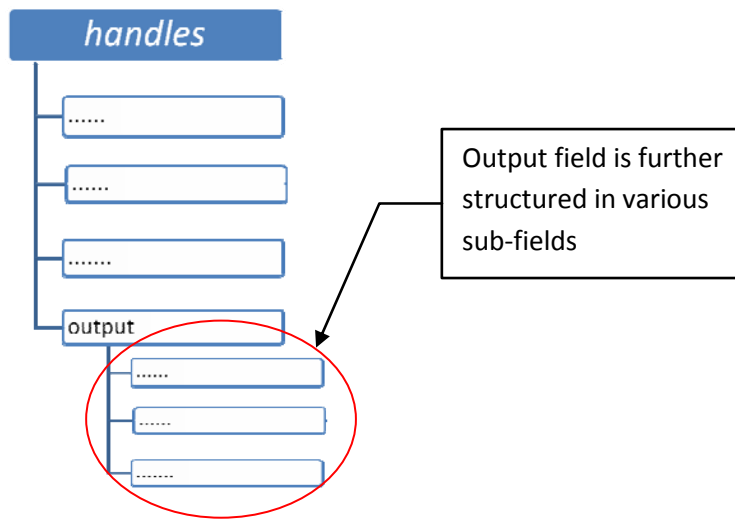 handles
......
......
.......
output
......
......
.......
Output field is further
structured in various
sub-fields